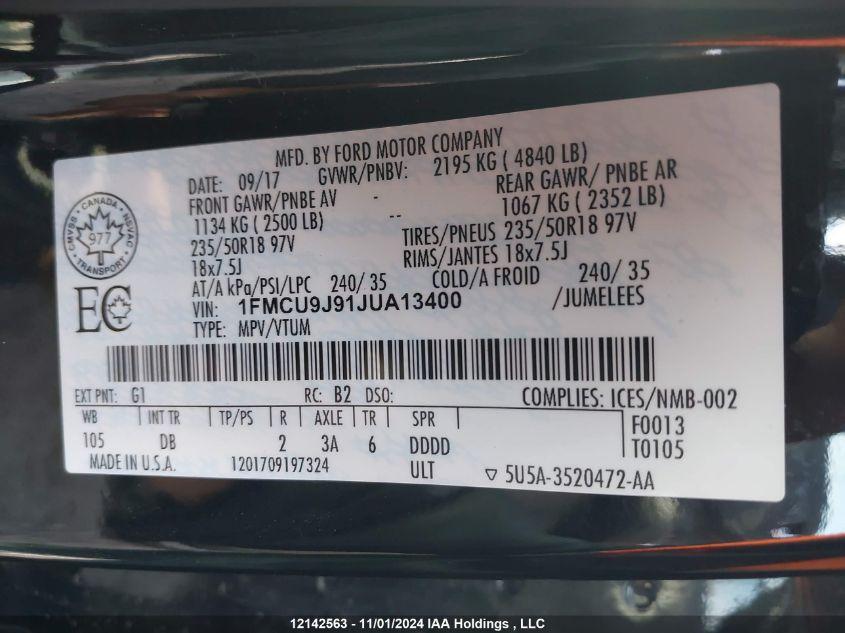 MFD. BY FORD MOTOR COMPANY
DATE: 09/17 GVWR/PNBV: 2195 KG ( 4840 LB)
FRONT GAWR/PNBE AV - REAR GAWR/ PNBE AR
1134 KG ( 2500 LB) -- 1067 KG ( 2352 LB)
235/50R18 97V TIRES/PNEUS 235/50R18 97V
18x7.5J RIMS/JANTES 18x7.5J
AT/A kPa/PSI/LPC 240/ 35 COLD/A FROID 240/ 35
VIN: 1FMCU9J91JUA13400 /JUMELEES
TYPE: MPV/VTUM
CMVSS · CANADA · NSVAC
977
TRANSPORT
EC
EXT PNT: G1 RC: B2 DSO: COMPLIES: ICES/NMB-002
WB INT TR TP/PS R AXLE TR SPR F0013
105 DB 2 3A 6 DDDD T0105
MADE IN U.S.A. 1201709197324 ULT ▽ 5U5A-3520472-AA
12142563 - 11/01/2024 IAA Holdings , LLC